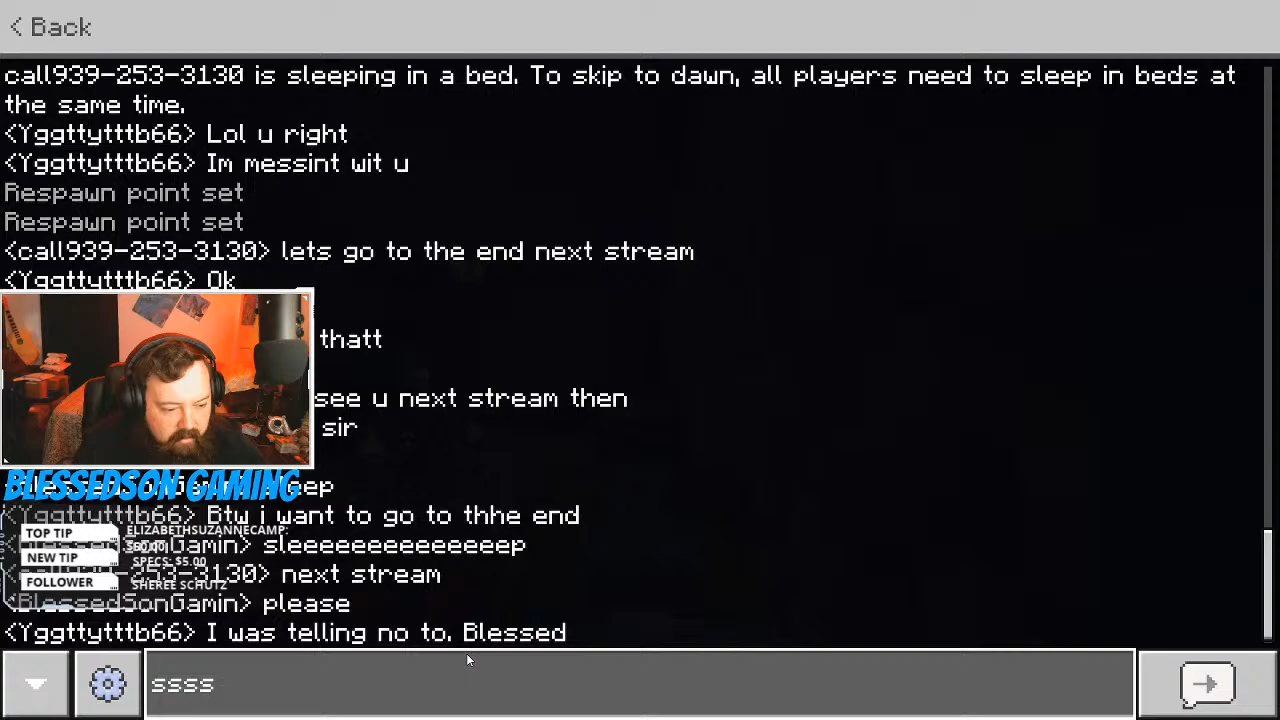 < Back
call939-253-3130 is sleeping in a bed. To skip to dawn, all players need to sleep in beds at
the same time.
<Yggttytttb66> Lol u right
<Yggttytttb66> Im messint wit u
Respawn point set
Respawn point set
<call939-253-3130> lets go to the end next stream
<Yggttytttb66> Ok
thatt
see u next stream then
sir
BLESSEDSON GAMING
<Yggttytttb66> Btw i want to go to thhe end
TOP TIP ELIZABETHSUZANNECAMP:
sleeeeeeeeeeeeeep
NEW TIP SPECS: $5.00
next stream
FOLLOWER SHEREE SCHUTZ
<BlessedSonGamin> please
<Yggttytttb66> I was telling no to. Blessed
ssss